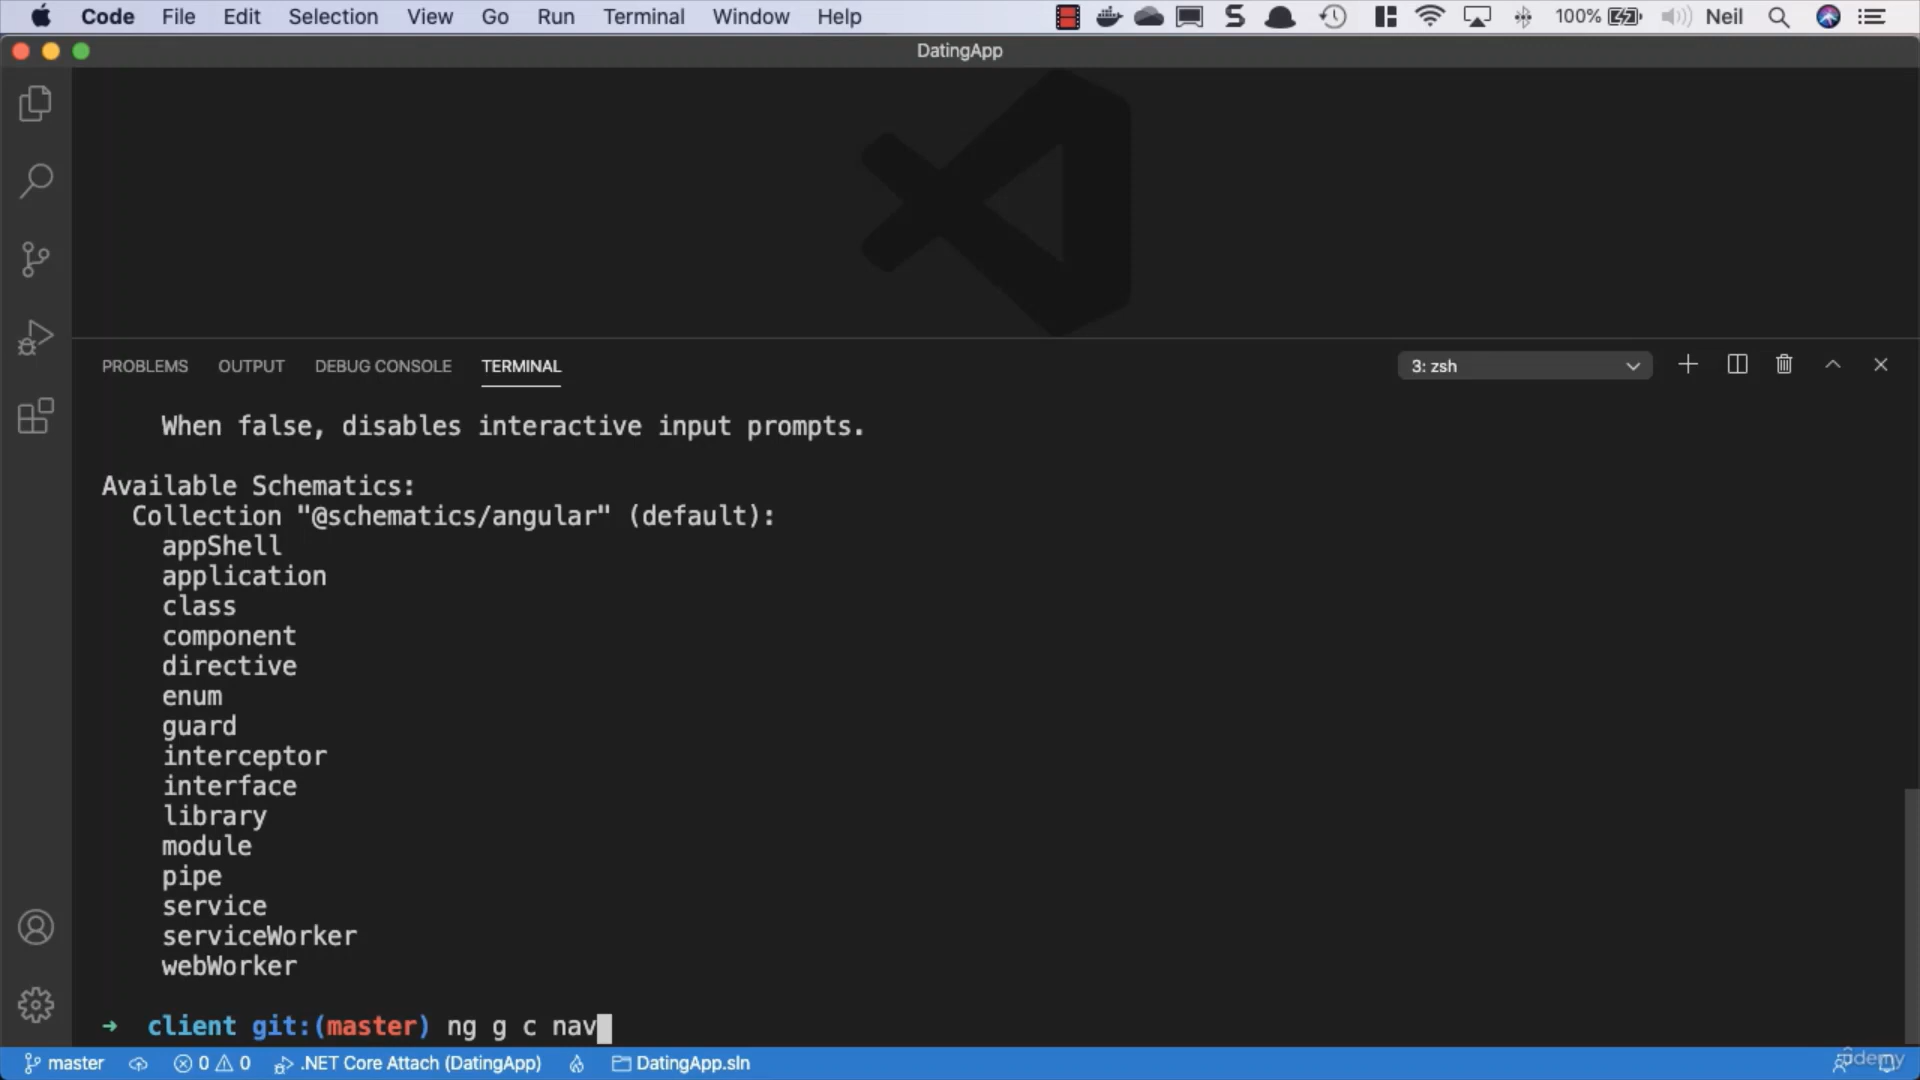 Code File Edit Selection View Go Run Terminal Window Help 100% Neil
DatingApp
PROBLEMS OUTPUT DEBUG CONSOLE TERMINAL 3: zsh
When false, disables interactive input prompts.
Available Schematics:
Collection "@schematics/angular" (default):
appShell
application
class
component
directive
enum
guard
interceptor
interface
library
module
pipe
service
serviceWorker
webWorker
➜ client git:(master) ng g c nav
master 0 0 .NET Core Attach (DatingApp) DatingApp.sln
udemy